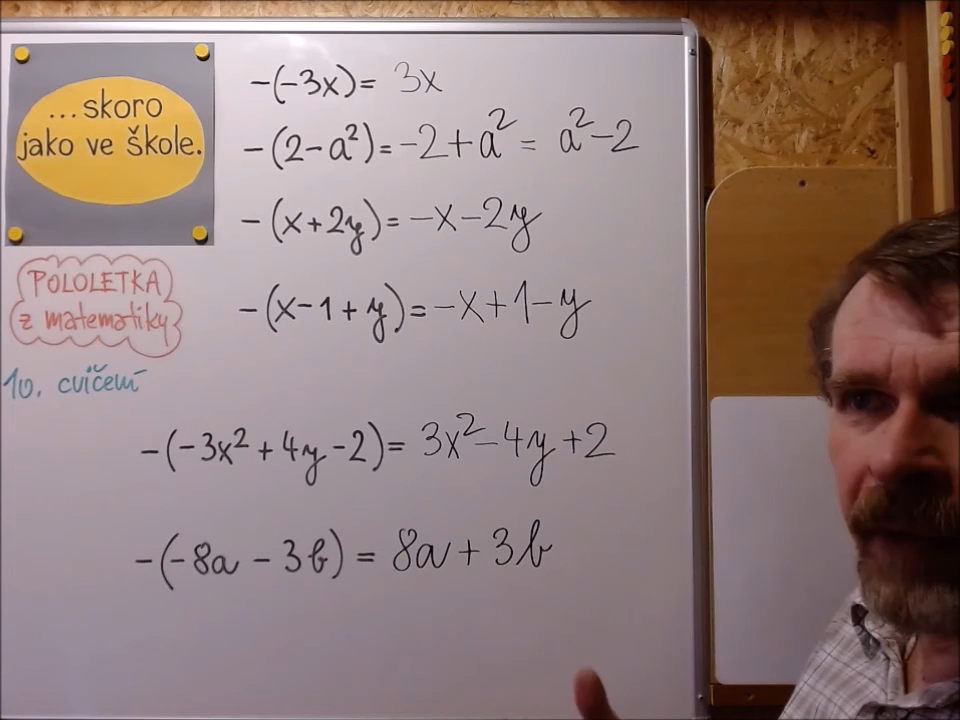 ...skoro
jako ve škole.
POLOLETKA
z matematiky
10. cvičení
-(-3x)= 3x
-(2-a²)=-2+a² = a²-2
-(x+2y)=-x-2y
-(x-1+y)=-x+1-y
-(-3x²+4y-2)= 3x²-4y+2
-(-8a-3b) = 8a+3b